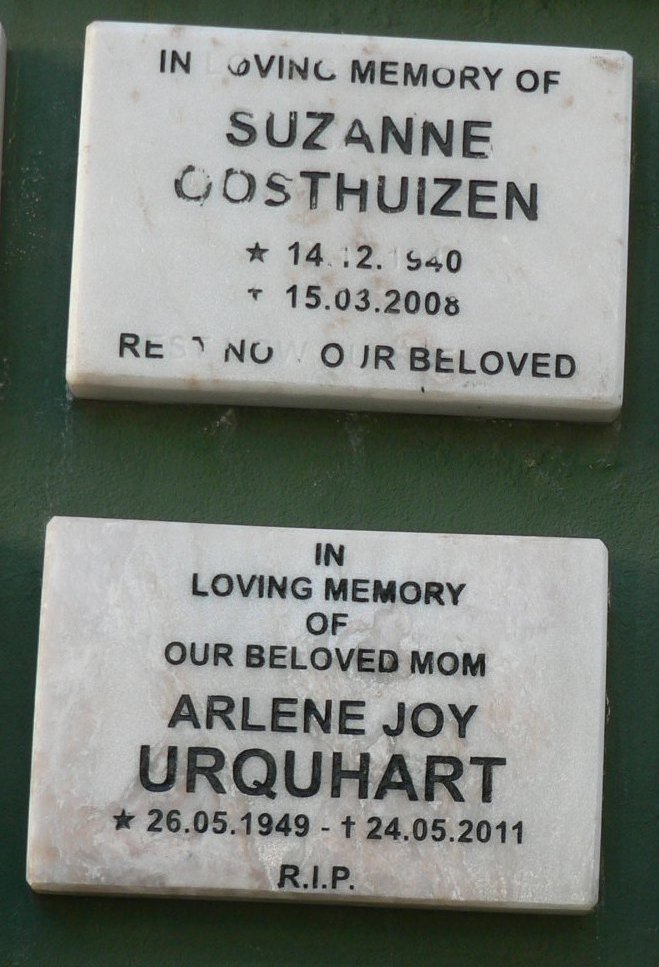 IN LOVING MEMORY OF
SUZANNE
OOSTHUIZEN
★ 14.12.1940
✝ 15.03.2008
REST NOW OUR BELOVED
IN
LOVING MEMORY
OF
OUR BELOVED MOM
ARLENE JOY
URQUHART
★ 26.05.1949 - ✝ 24.05.2011
R.I.P.